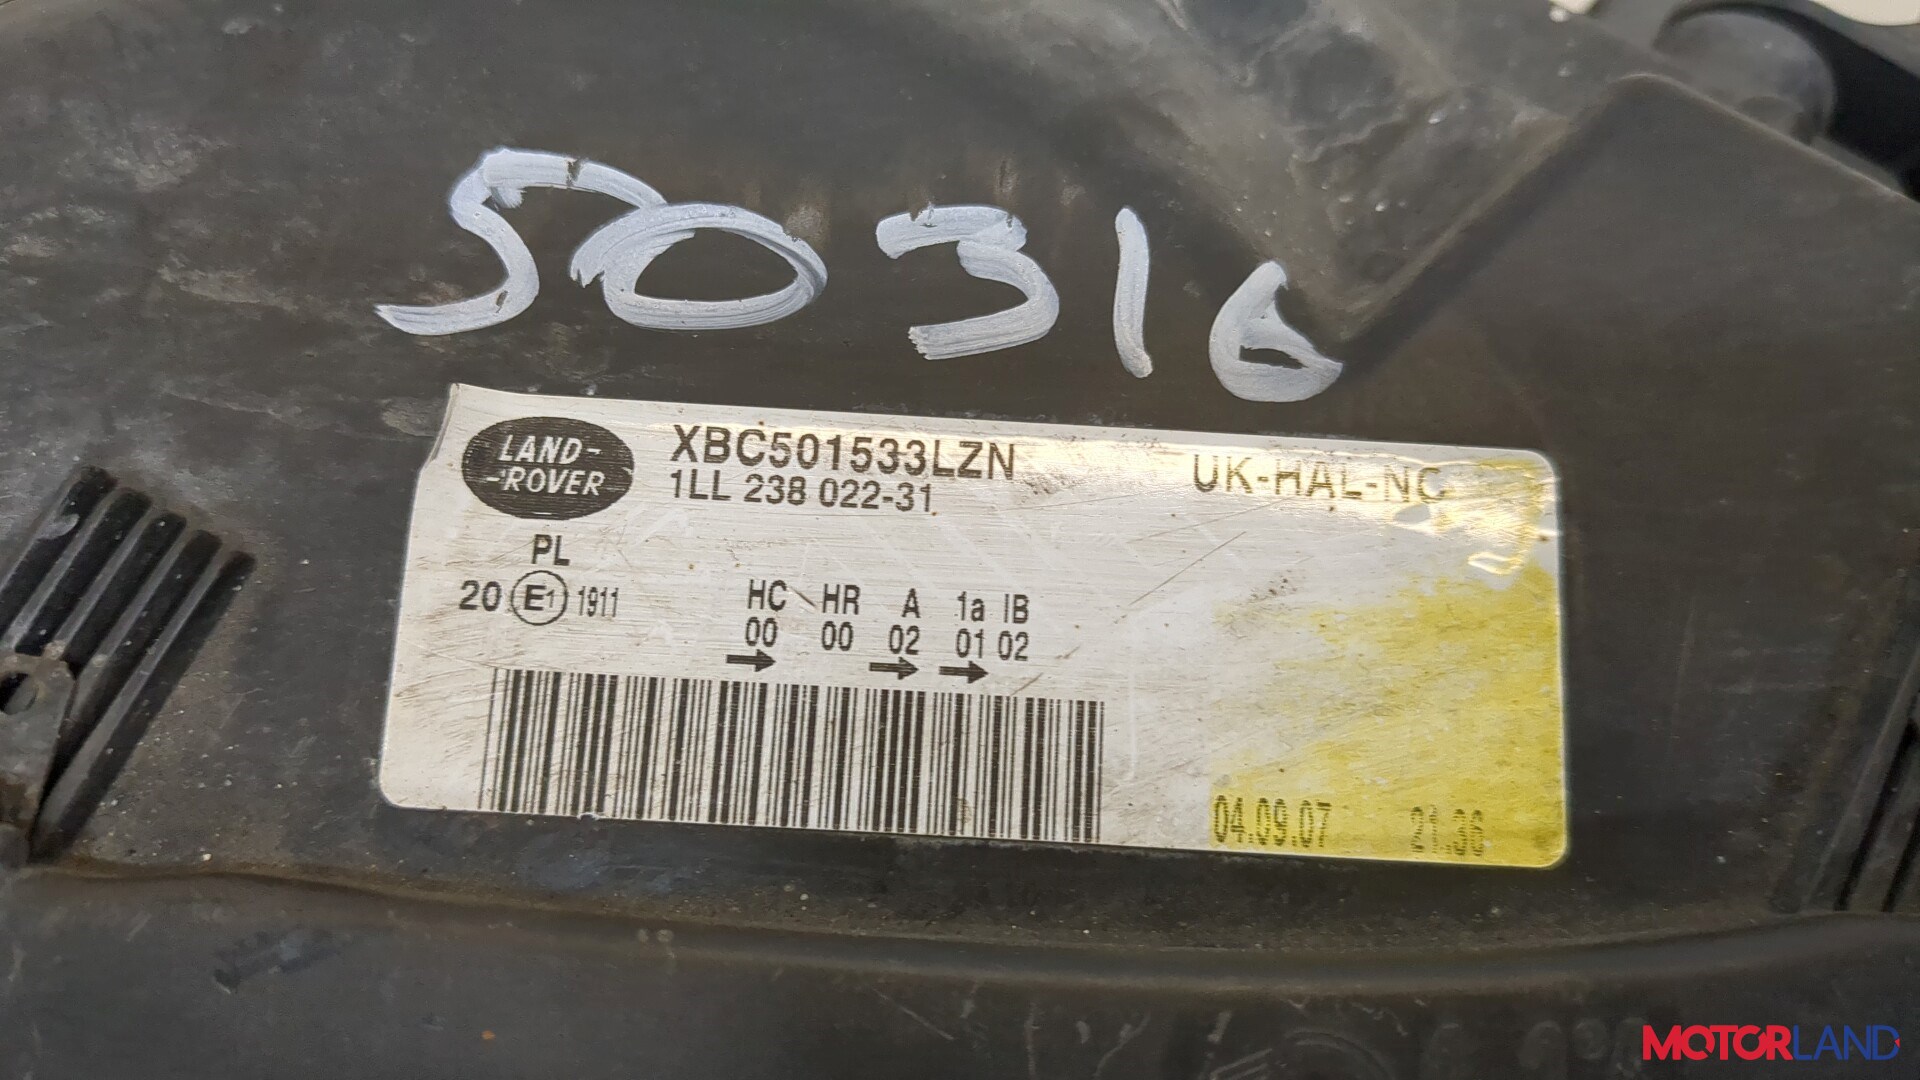 50316
LAND-
-ROVER
XBC501533LZN
1LL 238 022-31
UK-HAL-NC
PL
20 E1 1911
HC HR A 1a IB
00 00 02 01 02
04.09.07 21.36
MOTORLAND